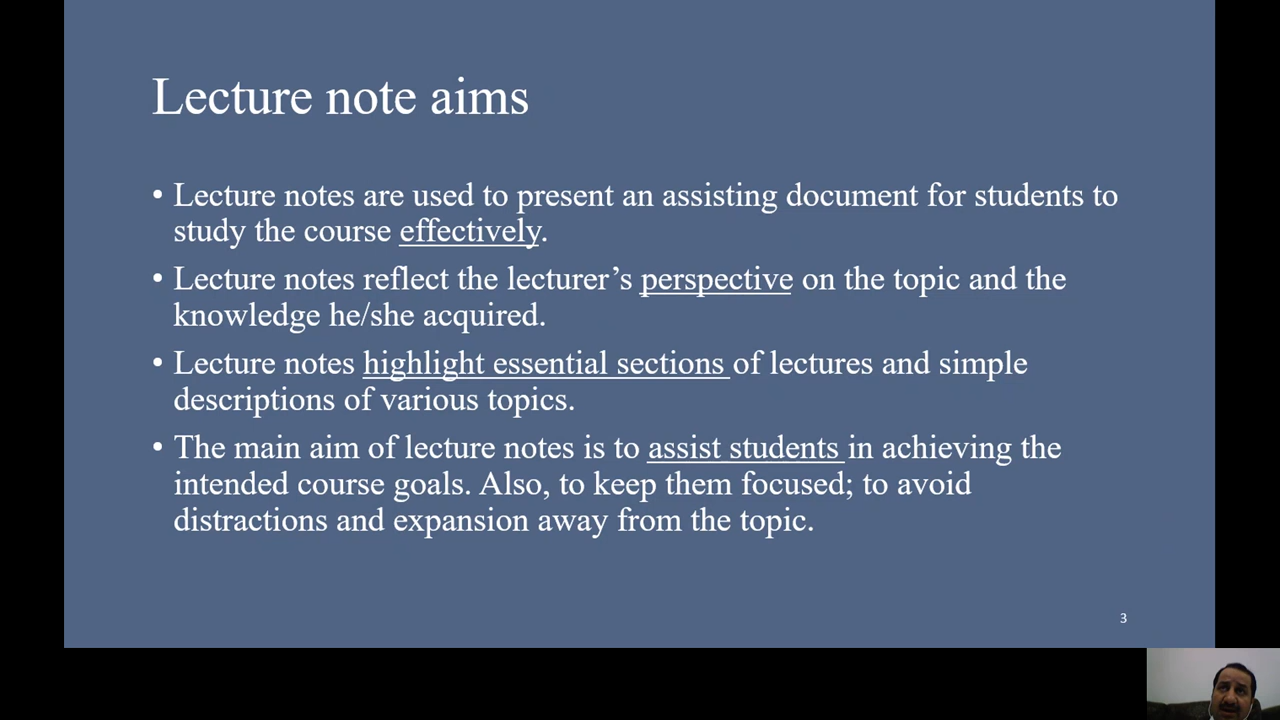 Lecture note aims
• Lecture notes are used to present an assisting document for students to
study the course effectively.
• Lecture notes reflect the lecturer’s perspective on the topic and the
knowledge he/she acquired.
• Lecture notes highlight essential sections of lectures and simple
descriptions of various topics.
• The main aim of lecture notes is to assist students in achieving the
intended course goals. Also, to keep them focused; to avoid
distractions and expansion away from the topic.
3